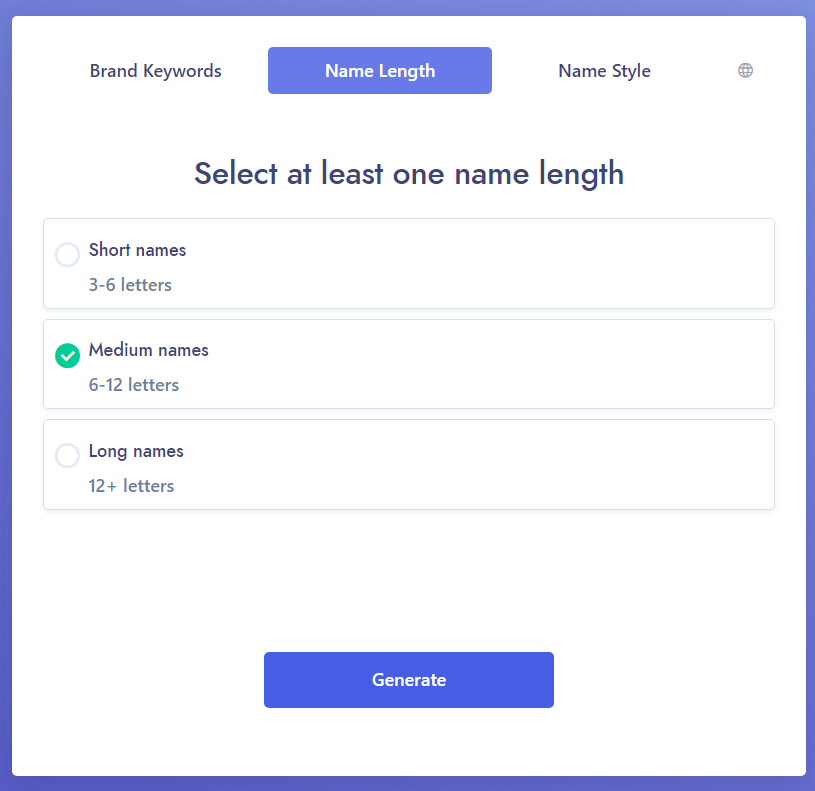 Brand Keywords
Name Length
Name Style
Select at least one name length
Short names
3-6 letters
Medium names
6-12 letters
Long names
12+ letters
Generate